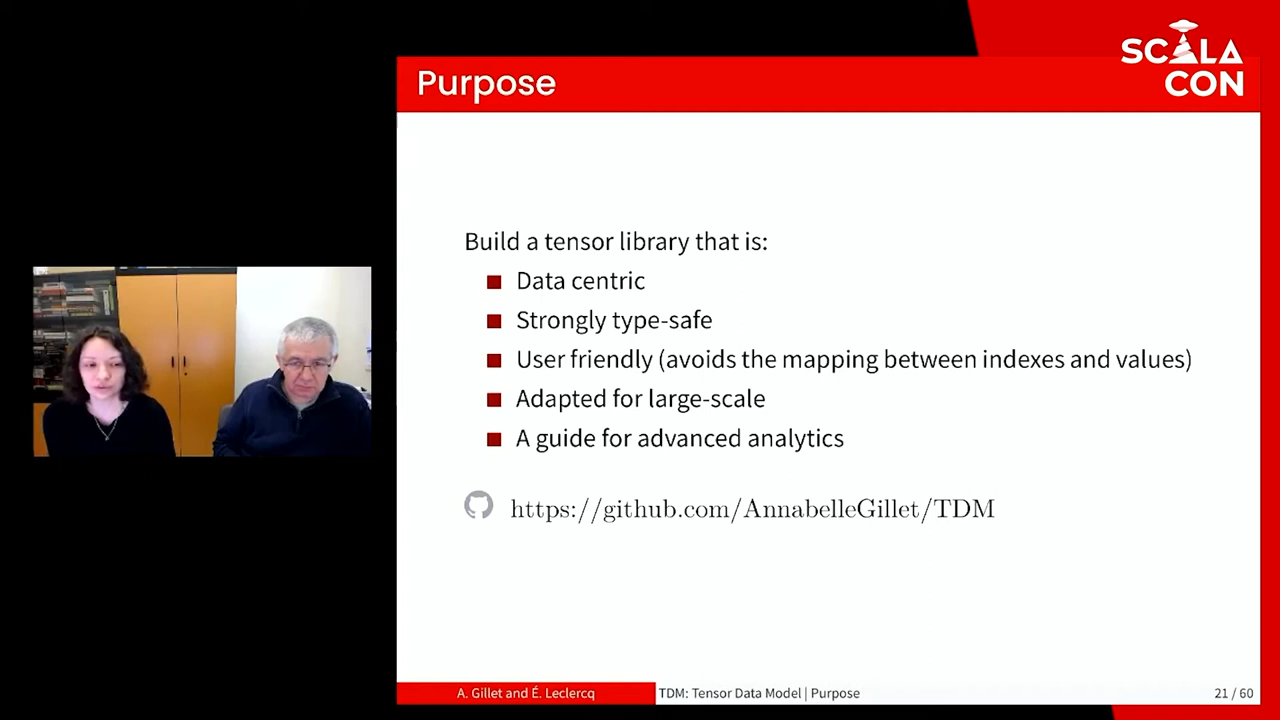 SCALA
CON
Purpose
Build a tensor library that is:
Data centric
Strongly type-safe
User friendly (avoids the mapping between indexes and values)
Adapted for large-scale
A guide for advanced analytics
https://github.com/AnnabelleGillet/TDM
A. Gillet and É. Leclercq
TDM: Tensor Data Model | Purpose
21 / 60